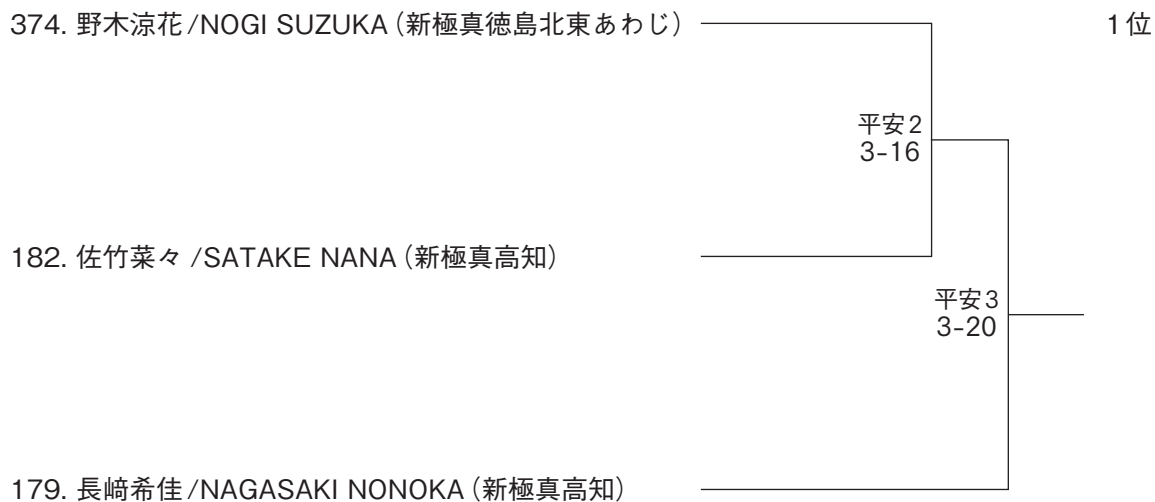 374. 野木涼花/NOGI SUZUKA（新極真徳島北東あわじ）
1位
平安2
3-16
182. 佐竹菜々 /SATAKE NANA（新極真高知）
平安3
3-20
179. 長﨑希佳/NAGASAKI NONOKA（新極真高知）